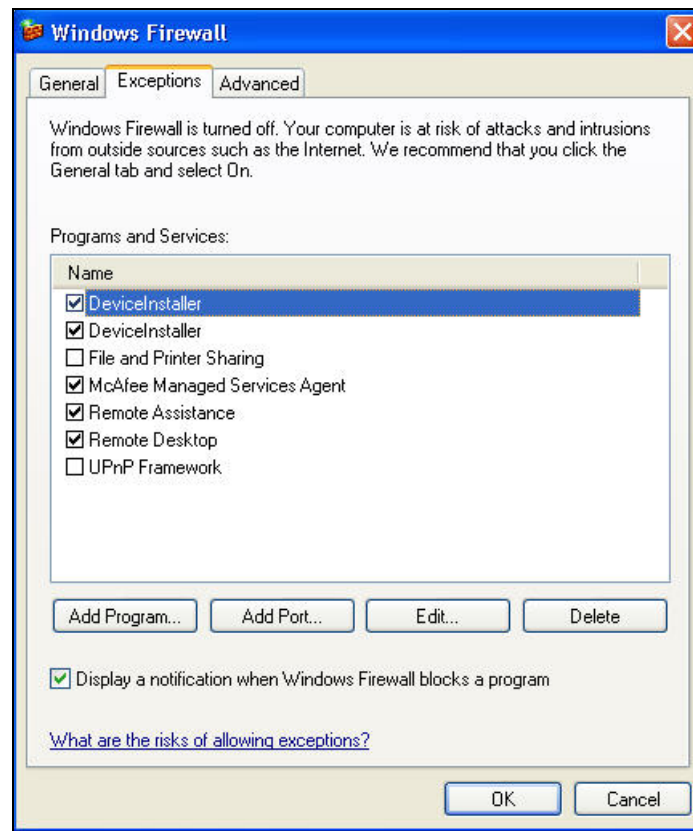 Windows Firewall
General Exceptions Advanced
Windows Firewall is turned off. Your computer is at risk of attacks and intrusions
from outside sources such as the Internet. We recommend that you click the
General tab and select On.
Programs and Services:
Name
DeviceInstaller
DeviceInstaller
File and Printer Sharing
McAfee Managed Services Agent
Remote Assistance
Remote Desktop
UPnP Framework
Add Program... Add Port... Edit... Delete
Display a notification when Windows Firewall blocks a program
What are the risks of allowing exceptions?
OK Cancel